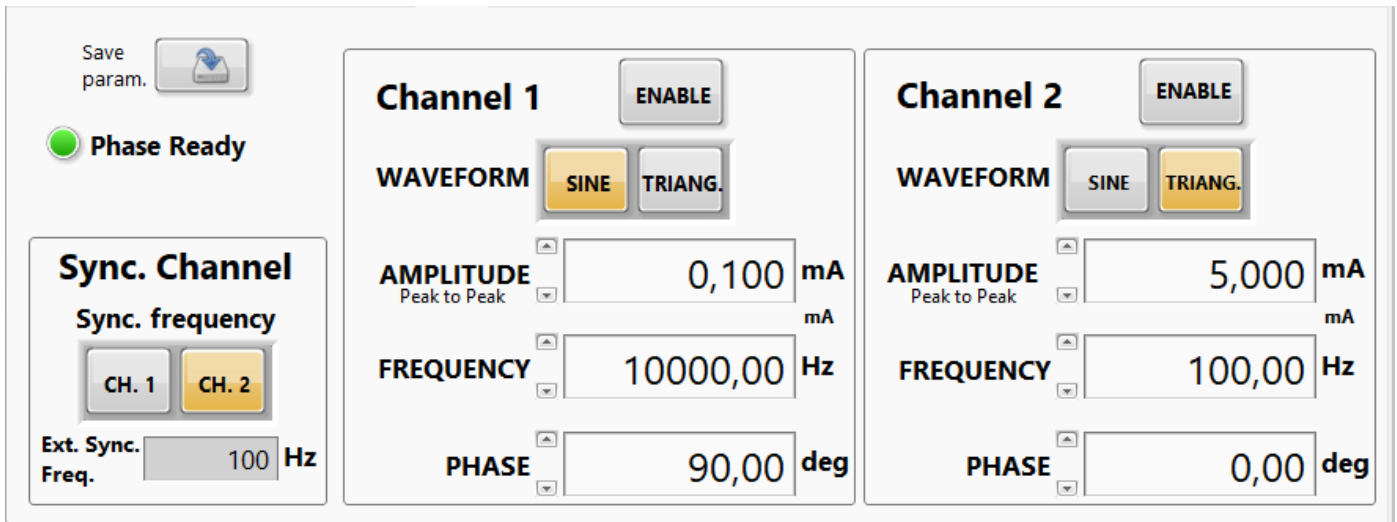 Save
param.
Phase Ready
Sync. Channel
Sync. frequency
CH. 1 CH. 2
Ext. Sync.
Freq. 100 Hz
Channel 1 ENABLE
WAVEFORM SINE TRIANG.
AMPLITUDE 0,100 mA
Peak to Peak
mA
FREQUENCY 10000,00 Hz
PHASE 90,00 deg
Channel 2 ENABLE
WAVEFORM SINE TRIANG.
AMPLITUDE 5,000 mA
Peak to Peak
mA
FREQUENCY 100,00 Hz
PHASE 0,00 deg